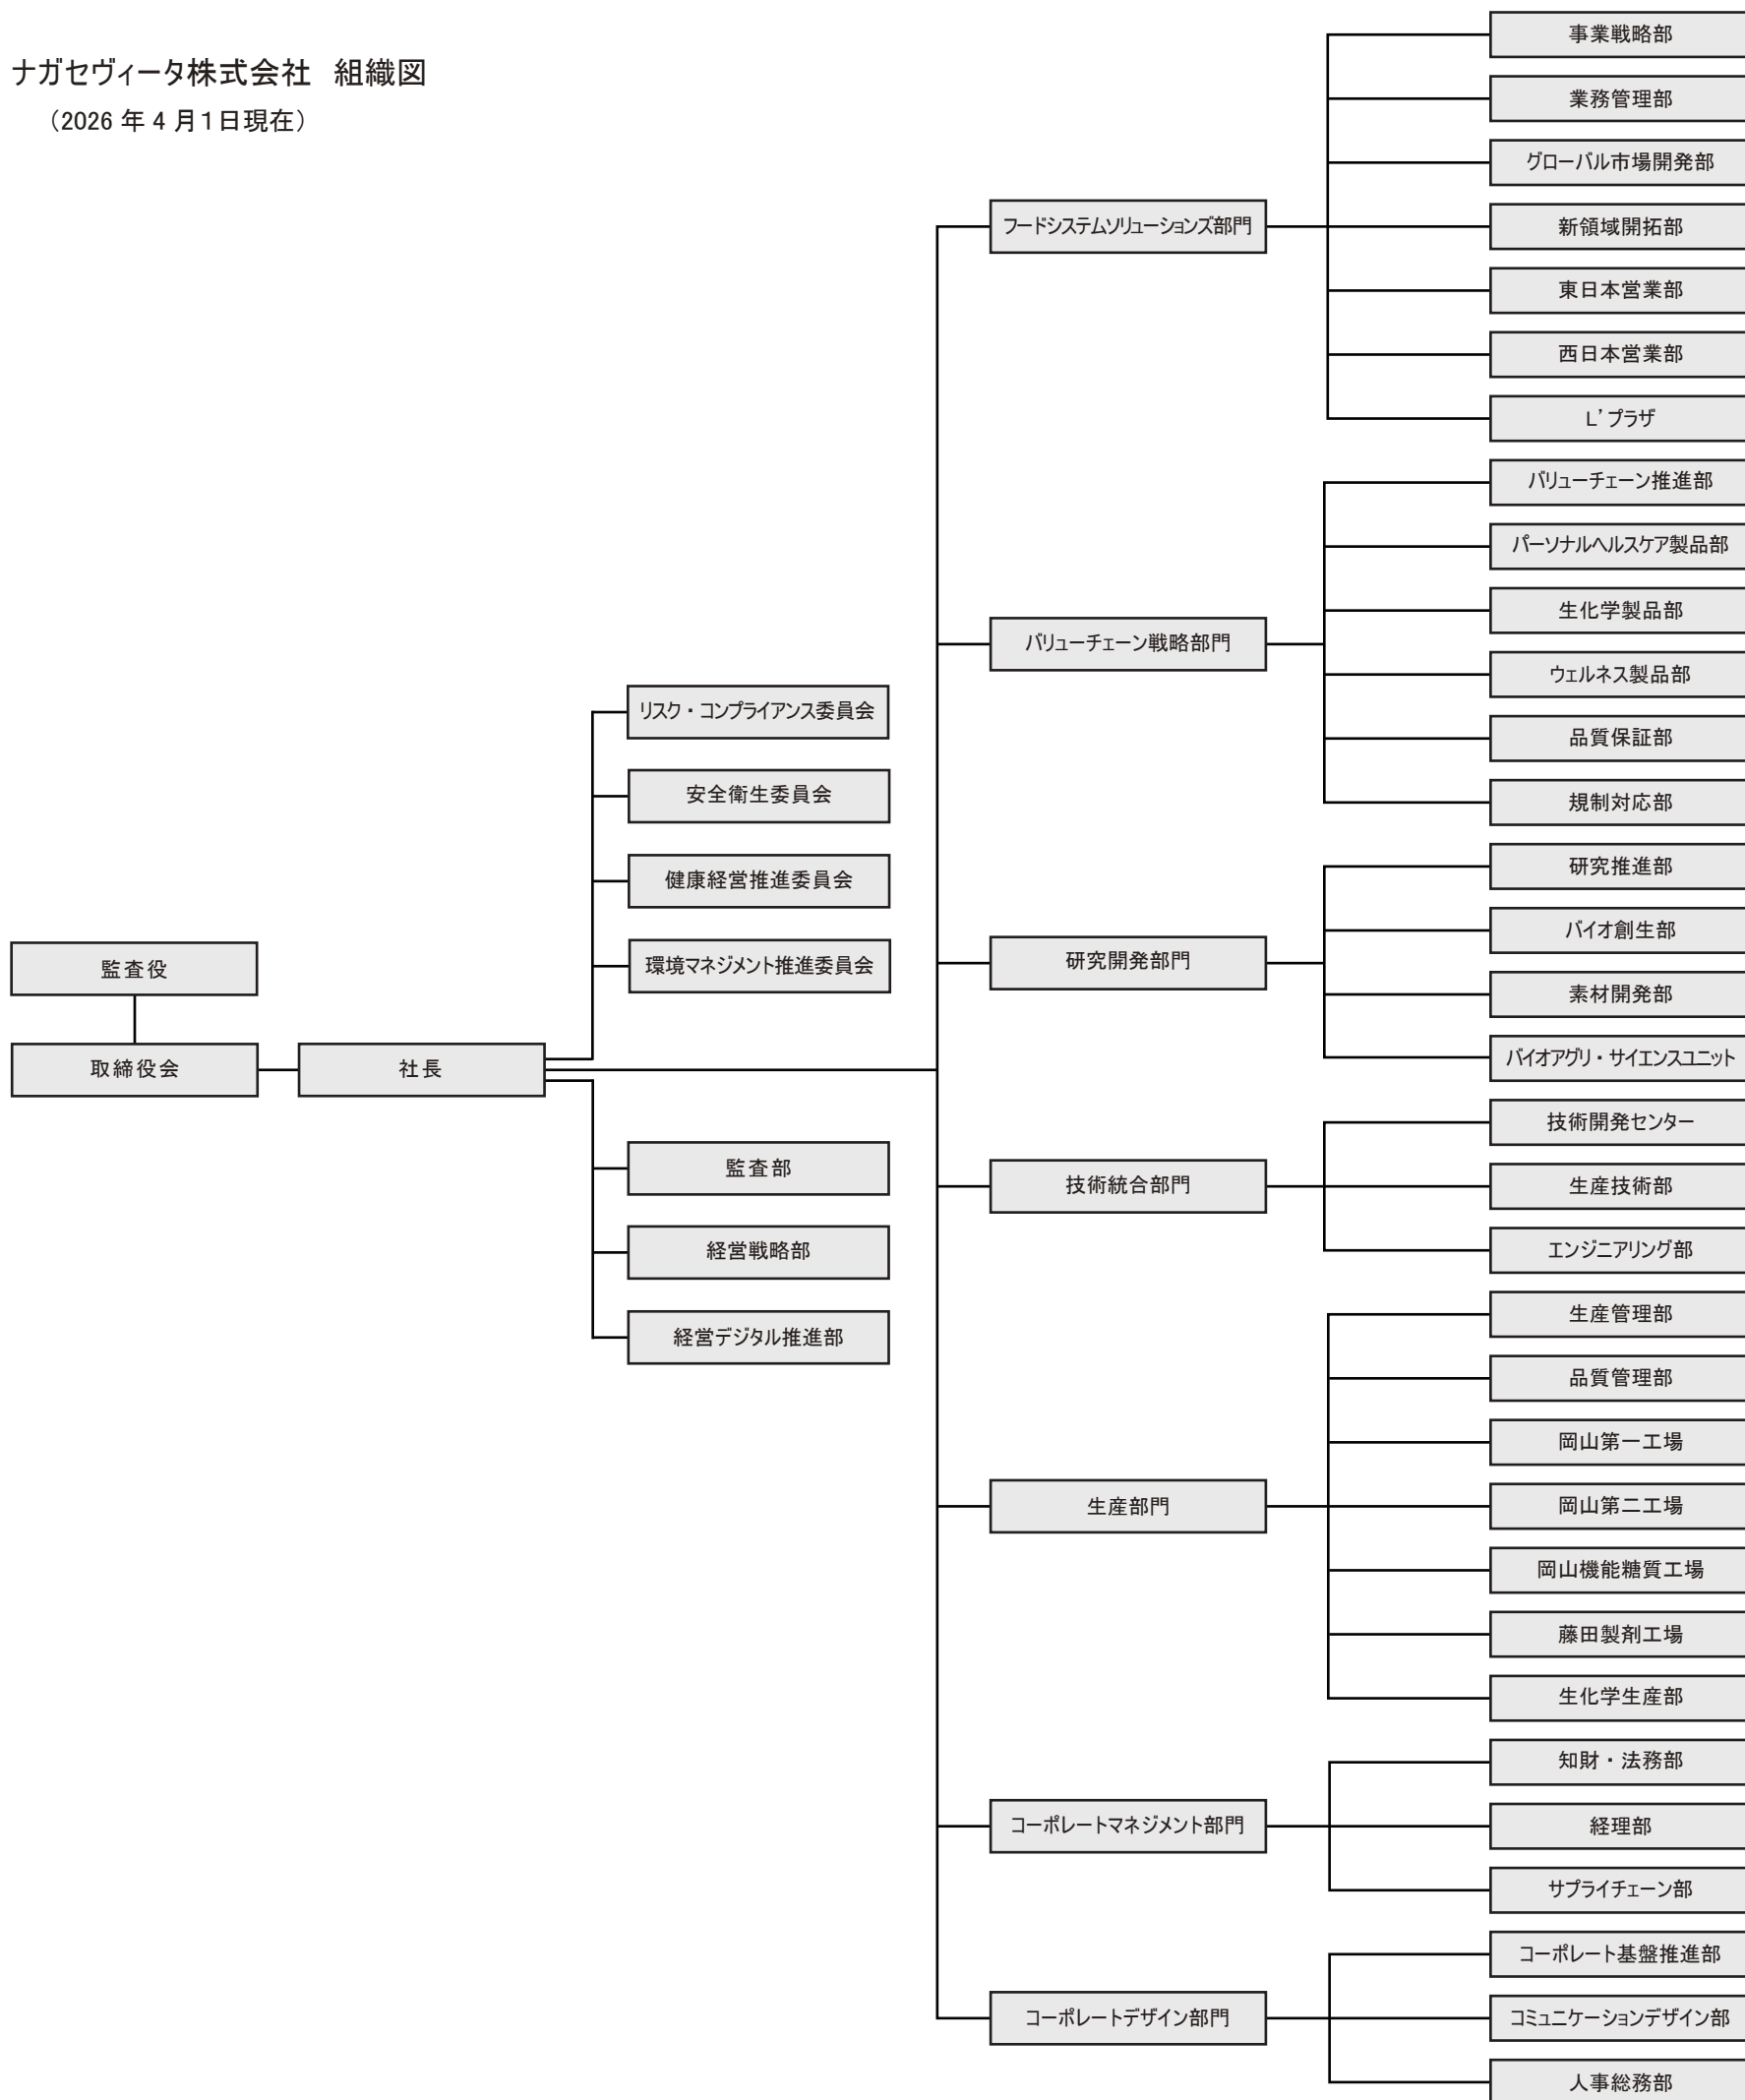 ナガセヴィータ株式会社 組織図
（2026 年 4 月1日現在）
監査役
取締役会
社長
リスク・コンプライアンス委員会
安全衛生委員会
健康経営推進委員会
環境マネジメント推進委員会
監査部
経営戦略部
経営デジタル推進部
フードシステムソリューションズ部門
事業戦略部
業務管理部
グローバル市場開発部
新領域開拓部
東日本営業部
西日本営業部
L’プラザ
バリューチェーン戦略部門
バリューチェーン推進部
パーソナルヘルスケア製品部
生化学製品部
ウェルネス製品部
品質保証部
規制対応部
研究開発部門
研究推進部
バイオ創生部
素材開発部
バイオアグリ・サイエンスユニット
技術統合部門
技術開発センター
生産技術部
エンジニアリング部
生産部門
生産管理部
品質管理部
岡山第一工場
岡山第二工場
岡山機能糖質工場
藤田製剤工場
生化学生産部
コーポレートマネジメント部門
知財・法務部
経理部
サプライチェーン部
コーポレートデザイン部門
コーポレート基盤推進部
コミュニケーションデザイン部
人事総務部